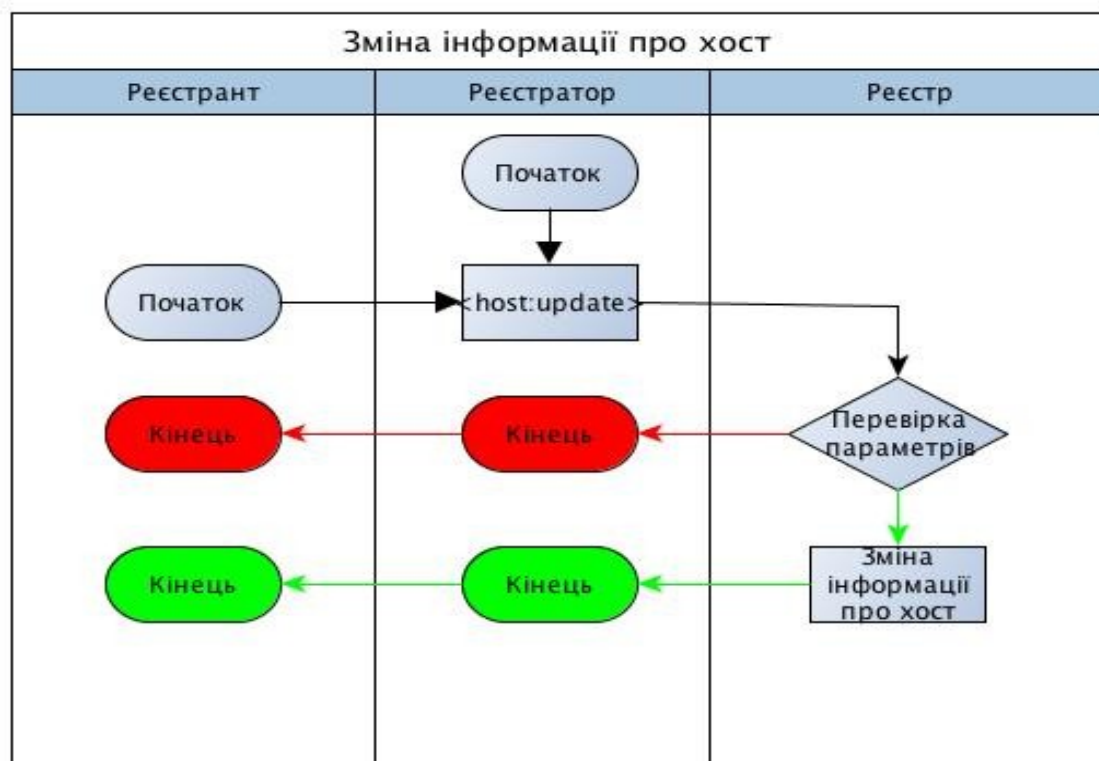 Зміна інформації про хост
Реєстрант
Реєстратор
Реєстр
Початок
Початок
<host:update>
Кінець
Кінець
Перевірка
параметрів
Кінець
Кінець
Зміна
інформації
про хост